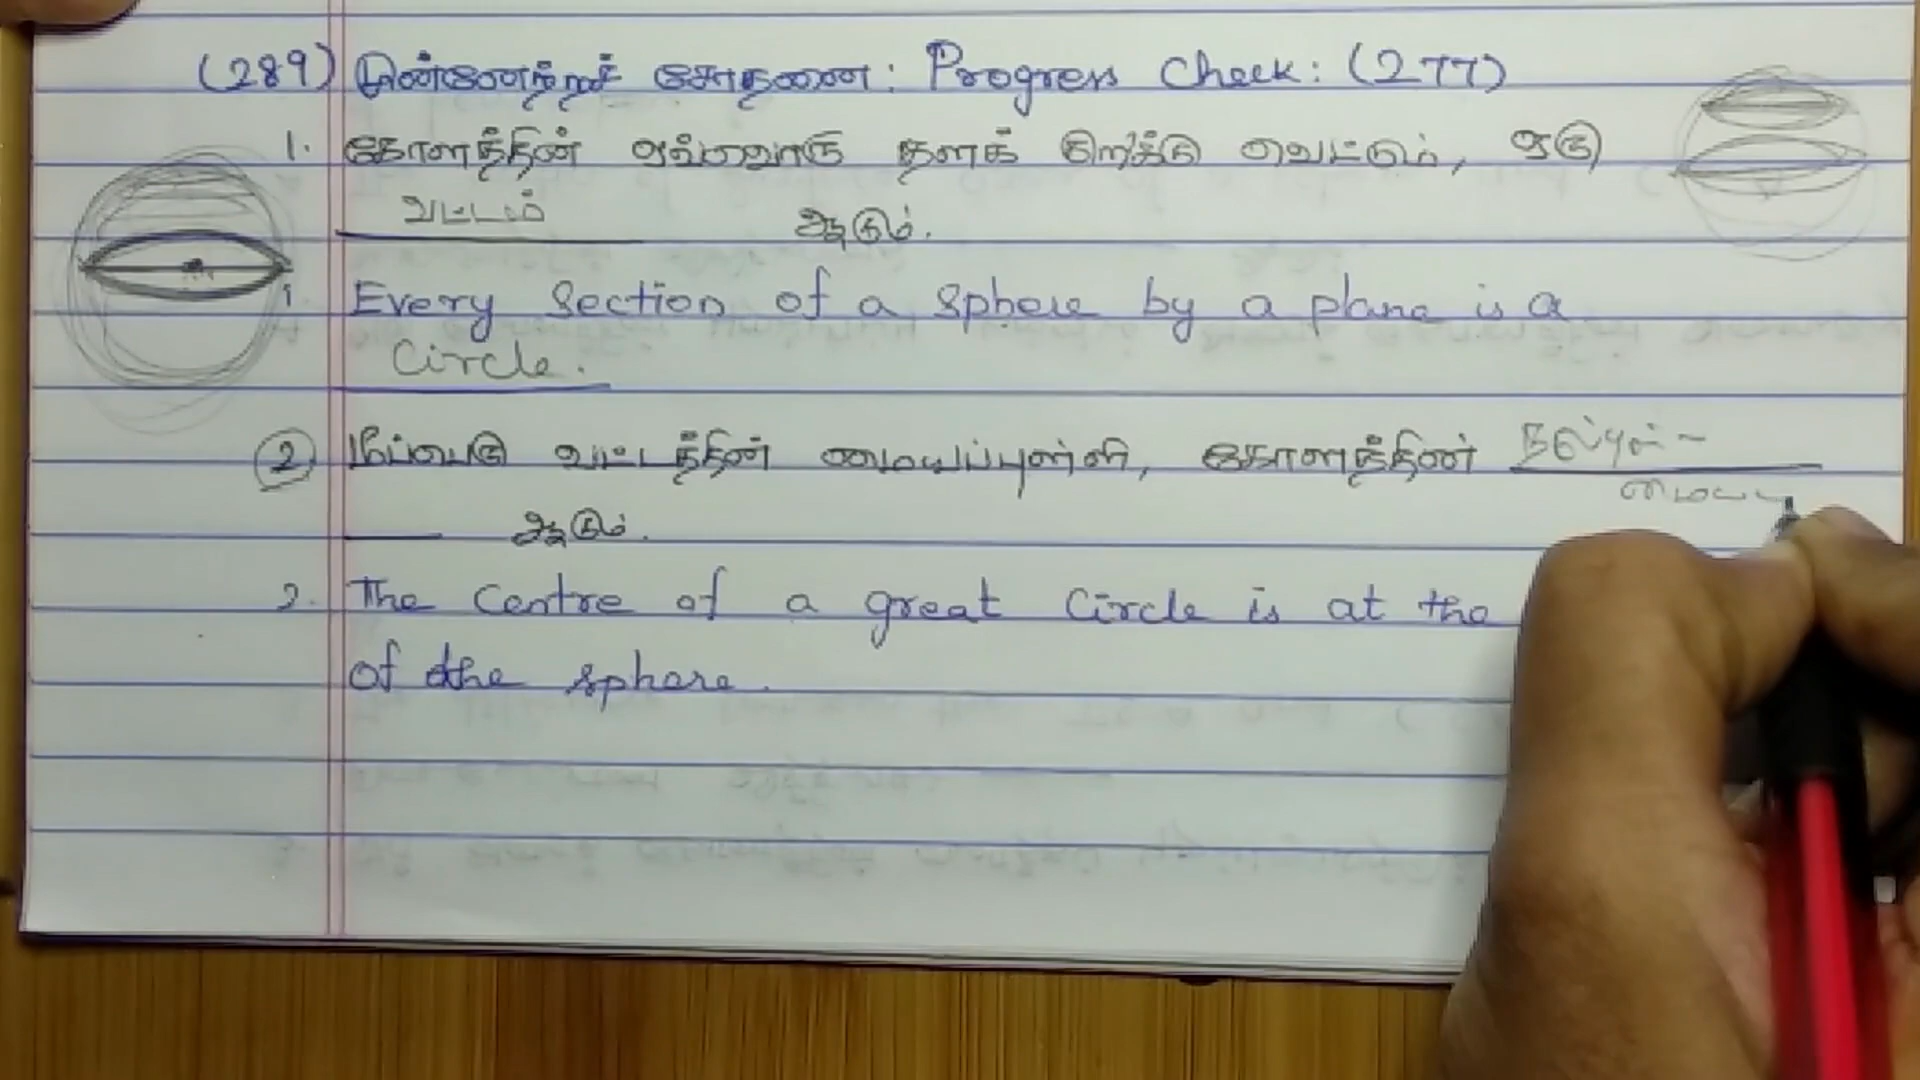 (289) முன்னேற்றச் சோதனை: Progress Check: (277)
1. கோளத்தின் ஒவ்வொரு தளக் குறுக்கு வெட்டும், ஒரு
வட்டம் ஆகும்.
1 Every section of a sphere by a plane is a
Circle.
2 மீப்பெரு வட்டத்தின் மையப்புள்ளி, கோளத்தின்
ஆகும்.
2. The Centre of a great Circle is at the
of the sphere.